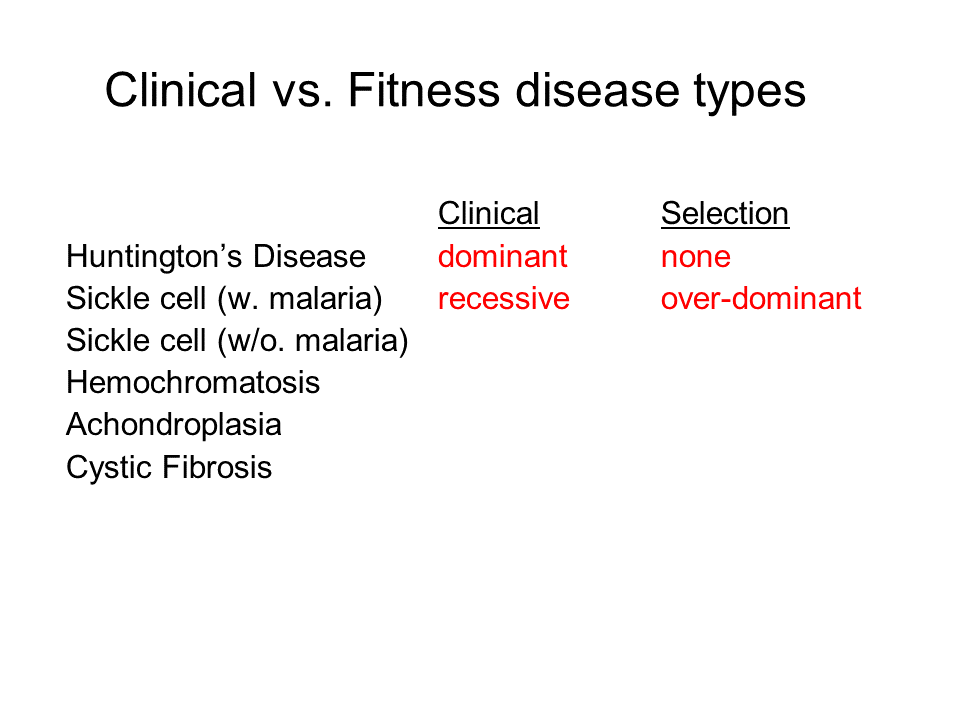 Clinical vs. Fitness disease types
Clinical Selection
Huntington’s Disease dominant none
Sickle cell (w. malaria) recessive over-dominant
Sickle cell (w/o. malaria)
Hemochromatosis
Achondroplasia
Cystic Fibrosis